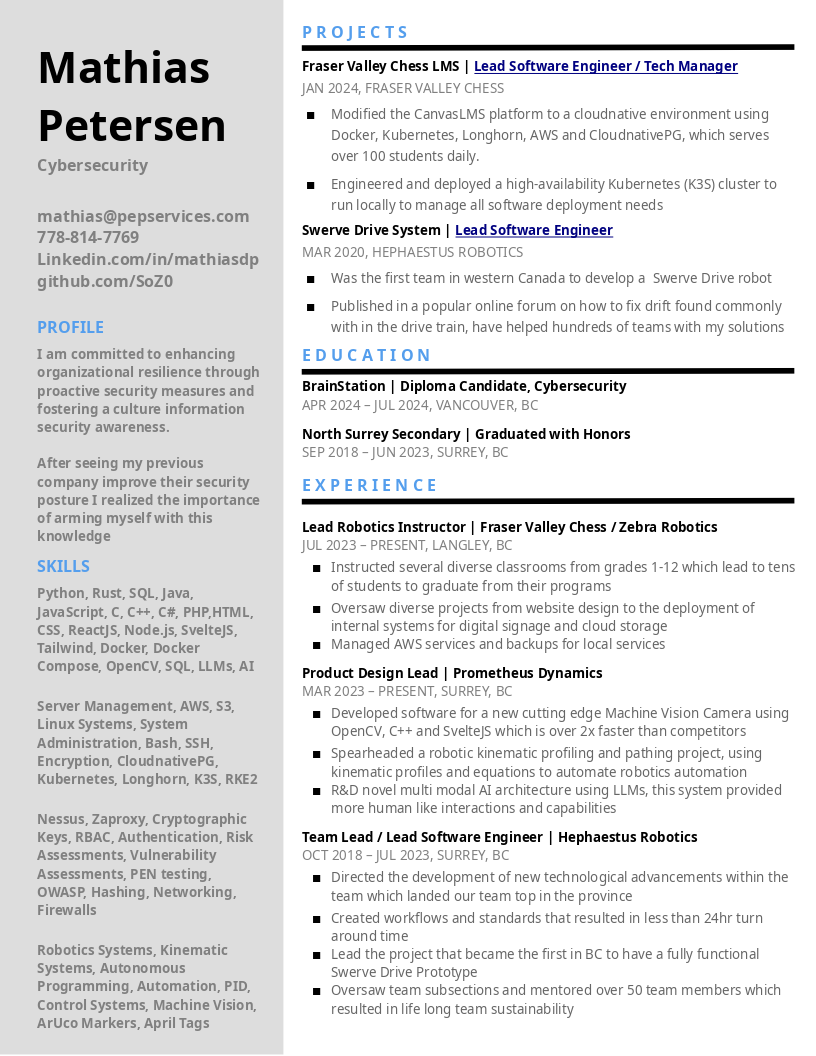 Mathias
Petersen
Cybersecurity
mathias@pepservices.com
778-814-7769
Linkedin.com/in/mathiasdp
github.com/SoZ0
PROFILE
I am committed to enhancing
organizational resilience through
proactive security measures and
fostering a culture information
security awareness.
After seeing my previous
company improve their security
posture I realized the importance
of arming myself with this
knowledge
SKILLS
Python, Rust, SQL, Java,
JavaScript, C, C++, C#, PHP,HTML,
CSS, ReactJS, Node.js, SvelteJS,
Tailwind, Docker, Docker
Compose, OpenCV, SQL, LLMs, AI
Server Management, AWS, S3,
Linux Systems, System
Administration, Bash, SSH,
Encryption, CloudnativePG,
Kubernetes, Longhorn, K3S, RKE2
Nessus, Zaproxy, Cryptographic
Keys, RBAC, Authentication, Risk
Assessments, Vulnerability
Assessments, PEN testing,
OWASP, Hashing, Networking,
Firewalls
Robotics Systems, Kinematic
Systems, Autonomous
Programming, Automation, PID,
Control Systems, Machine Vision,
ArUco Markers, April Tags
PROJECTS
Fraser Valley Chess LMS | Lead Software Engineer / Tech Manager
JAN 2024, FRASER VALLEY CHESS
▪ Modified the CanvasLMS platform to a cloudnative environment using
Docker, Kubernetes, Longhorn, AWS and CloudnativePG, which serves
over 100 students daily.
▪ Engineered and deployed a high-availability Kubernetes (K3S) cluster to
run locally to manage all software deployment needs
Swerve Drive System | Lead Software Engineer
MAR 2020, HEPHAESTUS ROBOTICS
▪ Was the first team in western Canada to develop a  Swerve Drive robot
▪ Published in a popular online forum on how to fix drift found commonly
with in the drive train, have helped hundreds of teams with my solutions
EDUCATION
BrainStation | Diploma Candidate, Cybersecurity
APR 2024 – JUL 2024, VANCOUVER, BC
North Surrey Secondary | Graduated with Honors
SEP 2018 – JUN 2023, SURREY, BC
EXPERIENCE
Lead Robotics Instructor | Fraser Valley Chess / Zebra Robotics
JUL 2023 – PRESENT, LANGLEY, BC
▪ Instructed several diverse classrooms from grades 1-12 which lead to tens
of students to graduate from their programs
▪ Oversaw diverse projects from website design to the deployment of
internal systems for digital signage and cloud storage
▪ Managed AWS services and backups for local services
Product Design Lead | Prometheus Dynamics
MAR 2023 – PRESENT, SURREY, BC
▪ Developed software for a new cutting edge Machine Vision Camera using
OpenCV, C++ and SvelteJS which is over 2x faster than competitors
▪ Spearheaded a robotic kinematic profiling and pathing project, using
kinematic profiles and equations to automate robotics automation
▪ R&D novel multi modal AI architecture using LLMs, this system provided
more human like interactions and capabilities
Team Lead / Lead Software Engineer | Hephaestus Robotics
OCT 2018 – JUL 2023, SURREY, BC
▪ Directed the development of new technological advancements within the
team which landed our team top in the province
▪ Created workflows and standards that resulted in less than 24hr turn
around time
▪ Lead the project that became the first in BC to have a fully functional
Swerve Drive Prototype
▪ Oversaw team subsections and mentored over 50 team members which
resulted in life long team sustainability